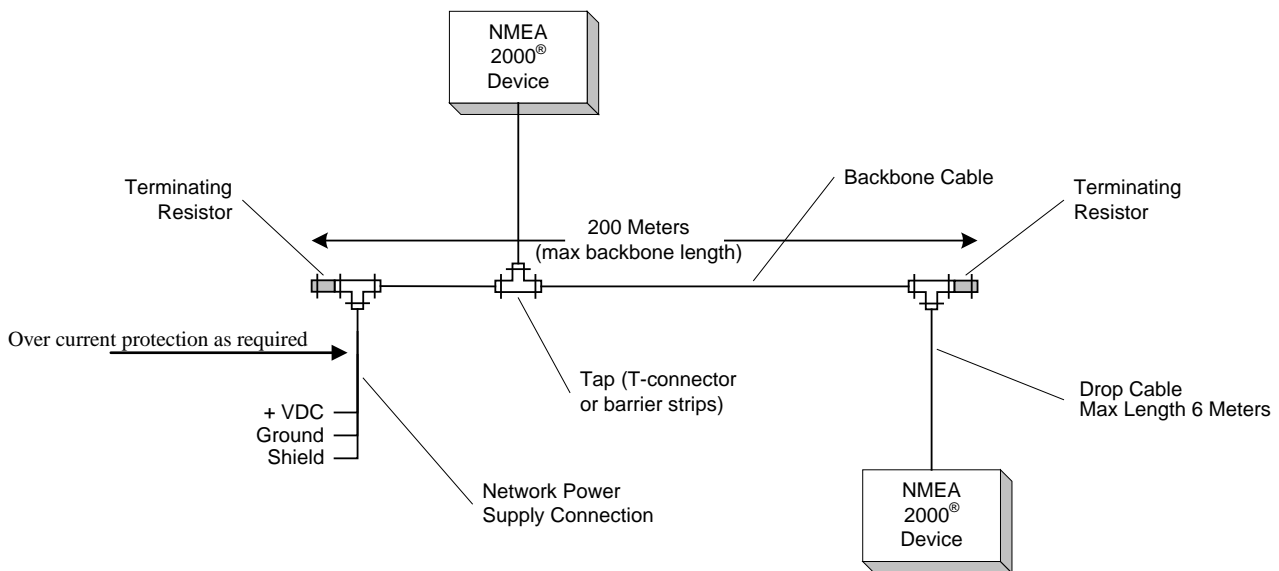 NMEA
2000®
Device
Terminating
Resistor
Backbone Cable
Terminating
Resistor
200 Meters
(max backbone length)
Over current protection as required
Tap (T-connector
or barrier strips)
Drop Cable
Max Length 6 Meters
+ VDC
Ground
Shield
Network Power
Supply Connection
NMEA
2000®
Device